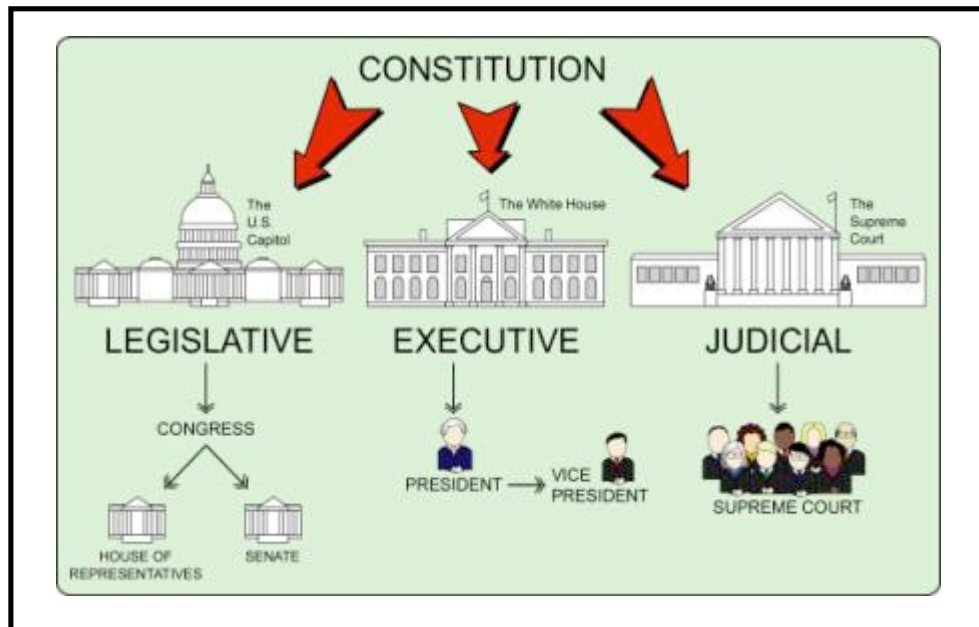 CONSTITUTION
The
U.S.
Capitol
The White House
The
Supreme
Court
LEGISLATIVE
EXECUTIVE
JUDICIAL
CONGRESS
PRESIDENT
VICE
PRESIDENT
SUPREME COURT
HOUSE OF
REPRESENTATIVES
SENATE